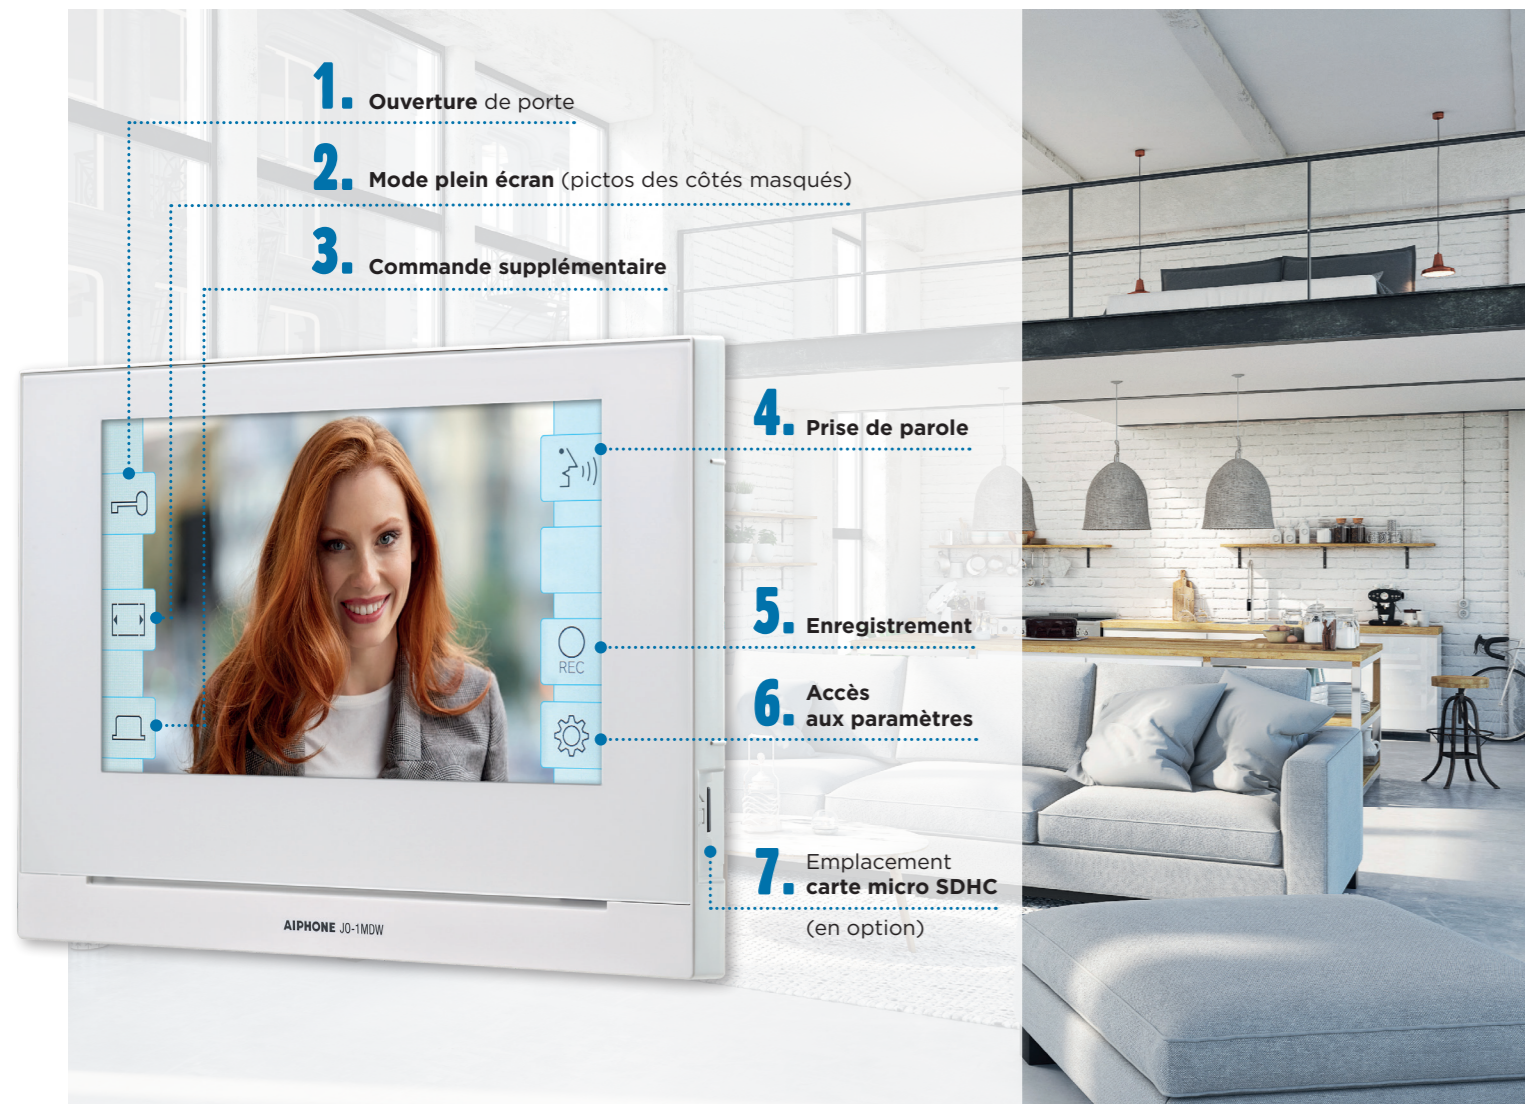 1. Ouverture de porte
2. Mode plein écran (pictos des côtés masqués)
3. Commande supplémentaire
4. Prise de parole
5. Enregistrement
REC
6. Accès
aux paramètres
7. Emplacement
carte micro SDHC
(en option)
AIPHONE JO-1MDW